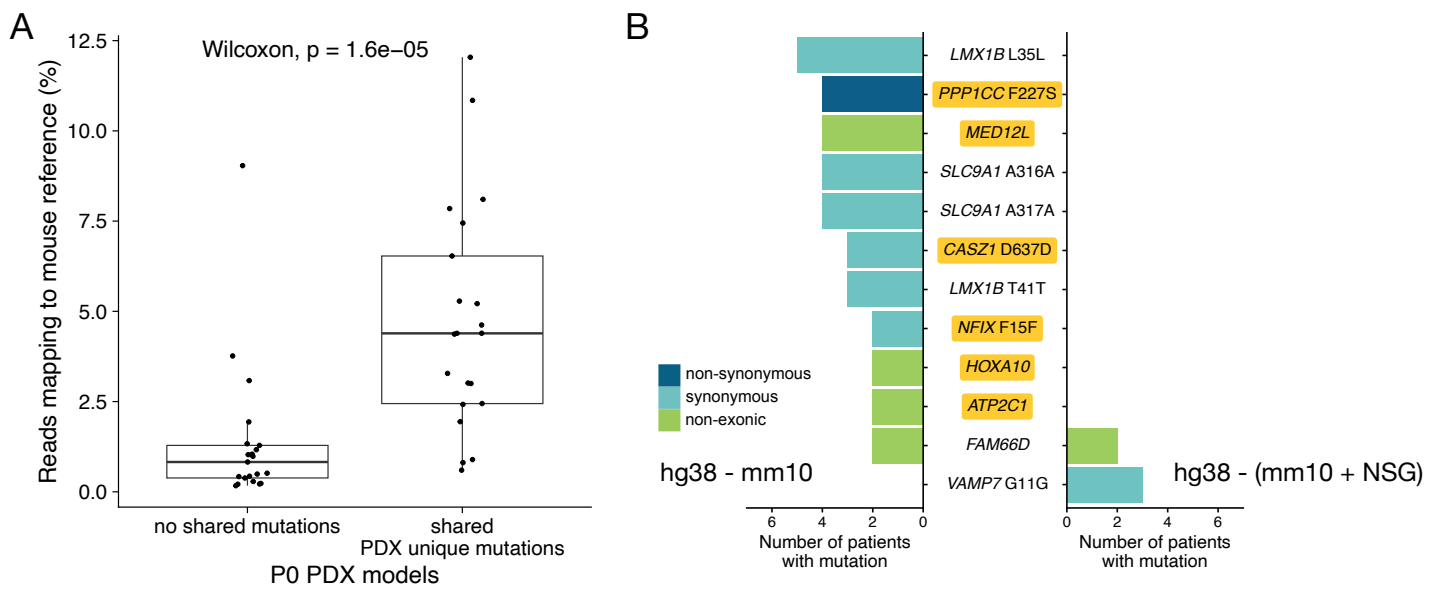 A
Wilcoxon, p = 1.6e−05
Reads mapping to mouse reference (%)
12.5
10.0
7.5
5.0
2.5
0.0
no shared mutations
shared
PDX unique mutations
P0 PDX models
B
LMX1B L35L
PPP1CC F227S
MED12L
SLC9A1 A316A
SLC9A1 A317A
CASZ1 D637D
LMX1B T41T
NFIX F15F
HOXA10
ATP2C1
FAM66D
VAMP7 G11G
non-synonymous
synonymous
non-exonic
hg38 - mm10
hg38 - (mm10 + NSG)
6 4 2 0
Number of patients
with mutation
0 2 4 6
Number of patients
with mutation